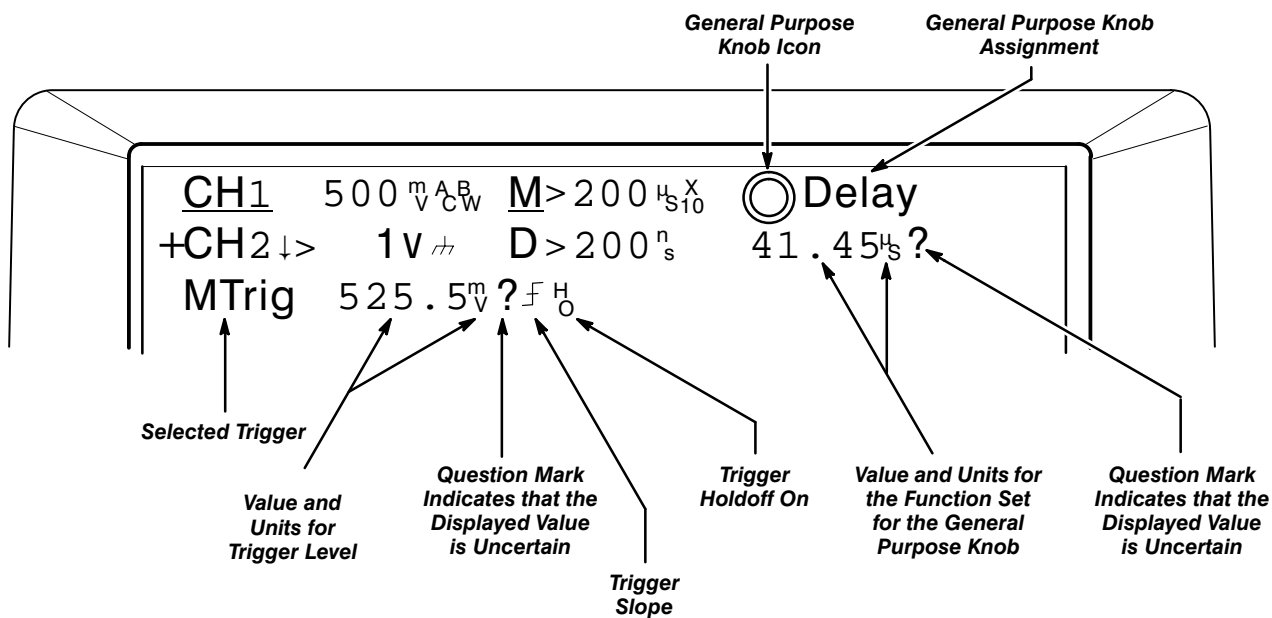 General Purpose
Knob Icon
General Purpose Knob
Assignment
CH1 500 mV AC BW M>200 µs X10 Delay
+CH2↓> 1V D>200 ns 41.45µs?
MTrig 525.5mV ? HO
Selected Trigger
Value and
Units for
Trigger Level
Question Mark
Indicates that the
Displayed Value
is Uncertain
Trigger
Slope
Trigger
Holdoff On
Value and Units for
the Function Set
for the General
Purpose Knob
Question Mark
Indicates that the
Displayed Value
is Uncertain